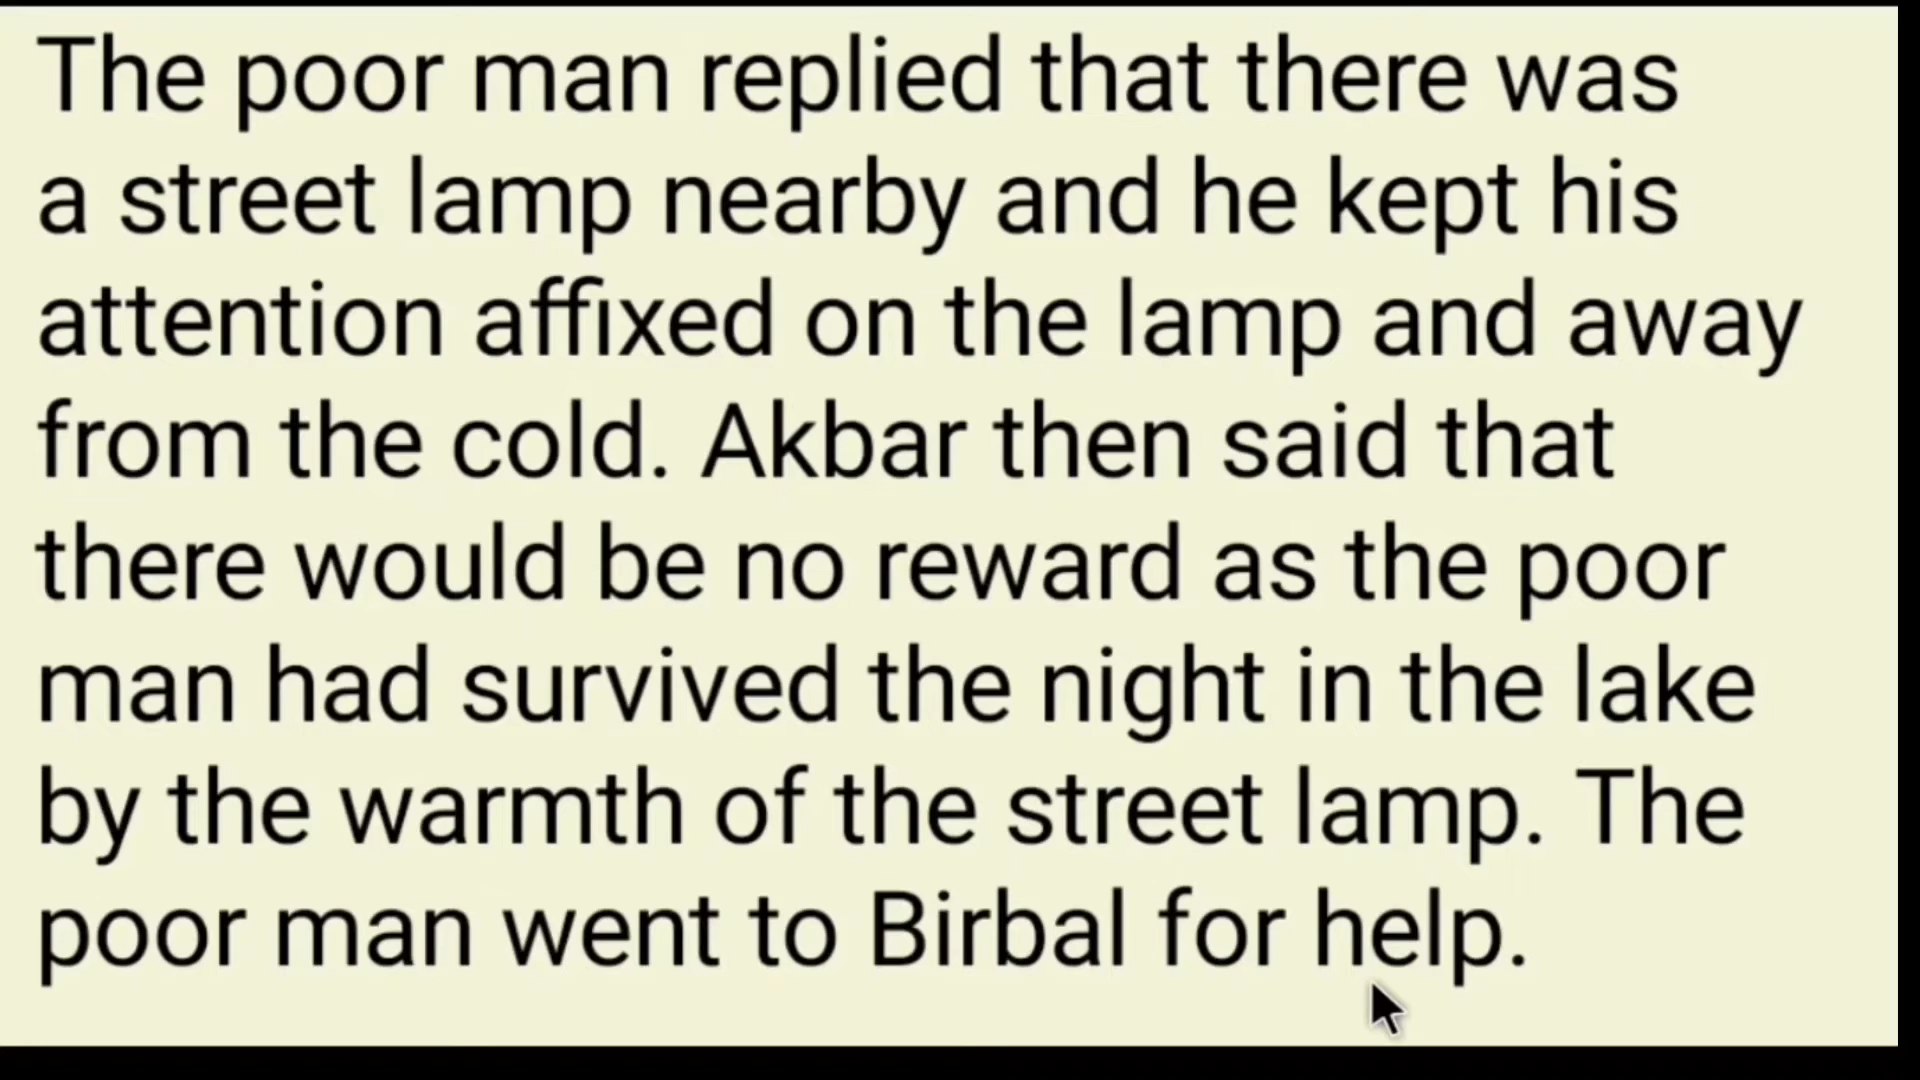 The poor man replied that there was
a street lamp nearby and he kept his
attention affixed on the lamp and away
from the cold. Akbar then said that
there would be no reward as the poor
man had survived the night in the lake
by the warmth of the street lamp. The
poor man went to Birbal for help.